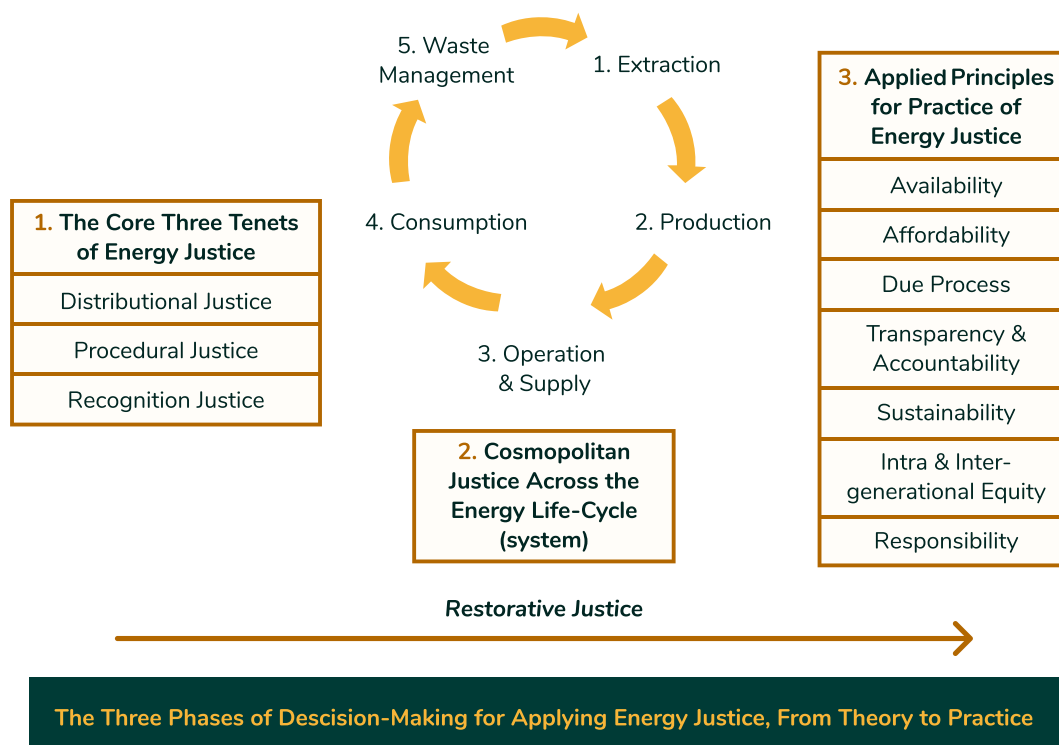 1. The Core Three Tenets
of Energy Justice
Distributional Justice
Procedural Justice
Recognition Justice
5. Waste
Management
1. Extraction
2. Production
3. Operation
& Supply
4. Consumption
2. Cosmopolitan
Justice Across the
Energy Life-Cycle
(system)
3. Applied Principles
for Practice of
Energy Justice
Availability
Affordability
Due Process
Transparency &
Accountability
Sustainability
Intra & Inter-
generational Equity
Responsibility
Restorative Justice
The Three Phases of Descision-Making for Applying Energy Justice, From Theory to Practice